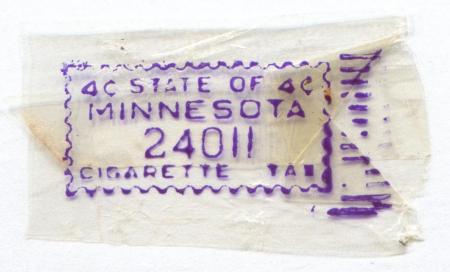 4¢ STATE OF 4¢
MINNESOTA
24011
CIGARETTE TAX